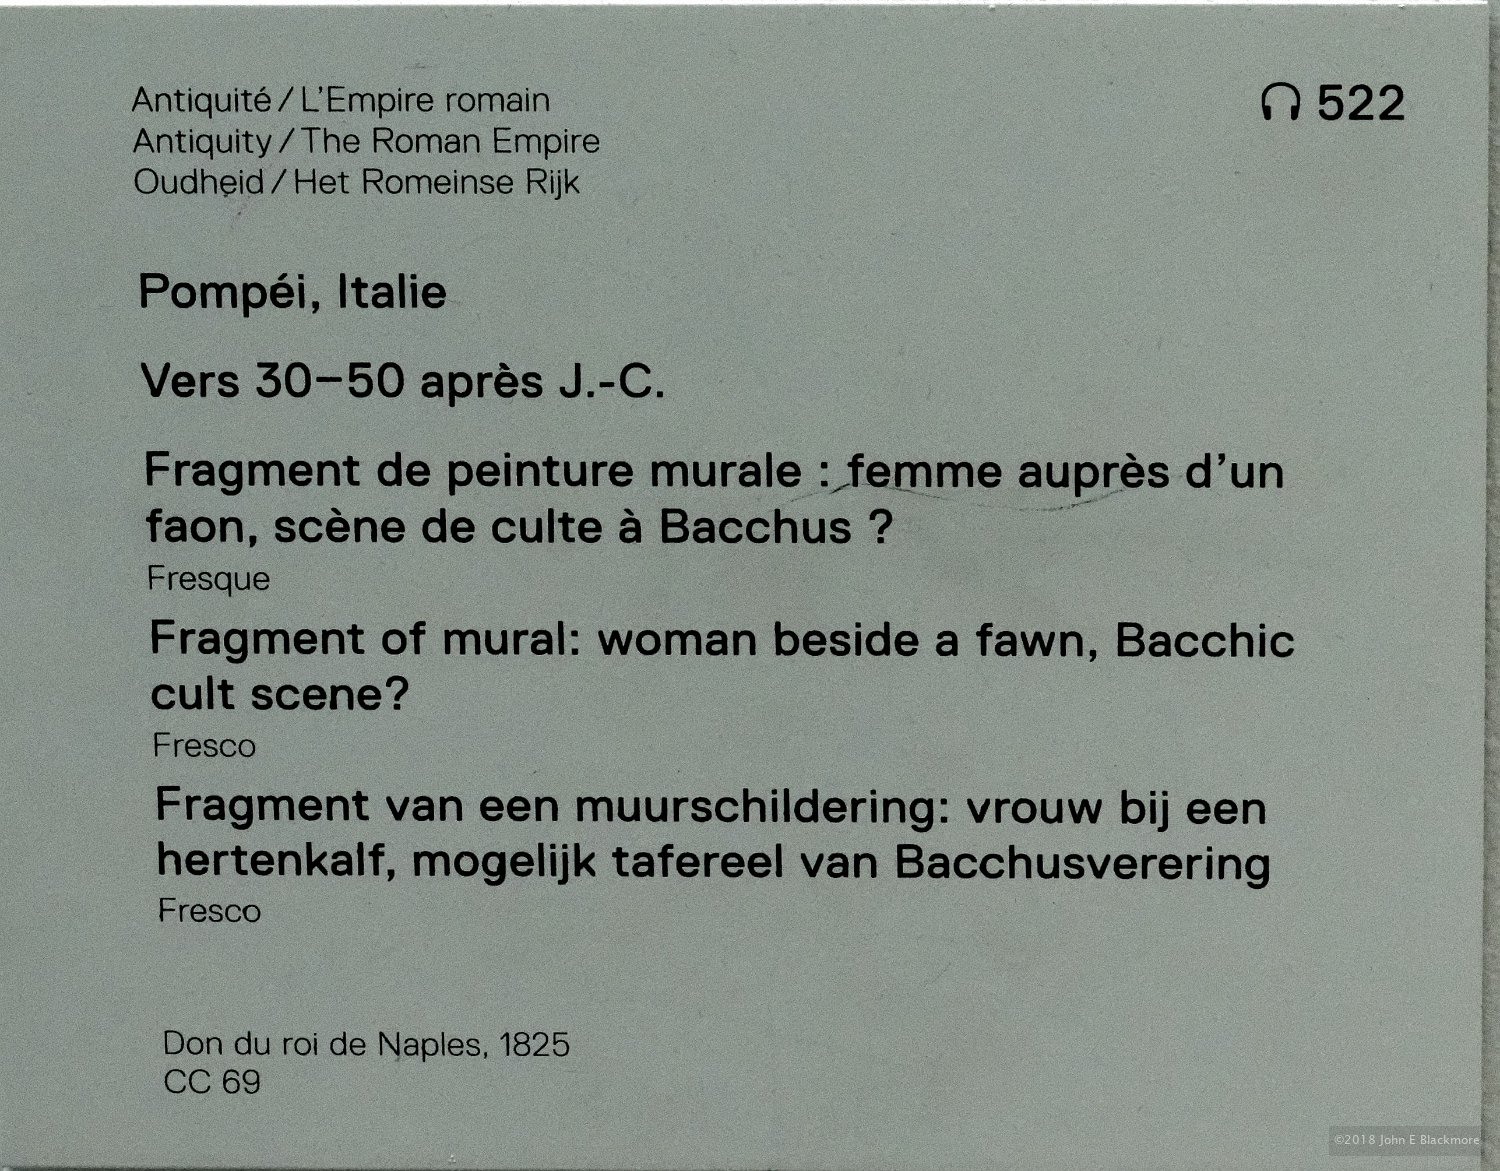 Antiquité / L'Empire romain
Antiquity / The Roman Empire
Oudheid / Het Romeinse Rijk
522
Pompéi, Italie
Vers 30–50 après J.-C.
Fragment de peinture murale : femme auprès d'un
faon, scène de culte à Bacchus ?
Fresque
Fragment of mural: woman beside a fawn, Bacchic
cult scene?
Fresco
Fragment van een muurschildering: vrouw bij een
hertenkalf, mogelijk tafereel van Bacchusverering
Fresco
Don du roi de Naples, 1825
CC 69
©2018 John E Blackmore